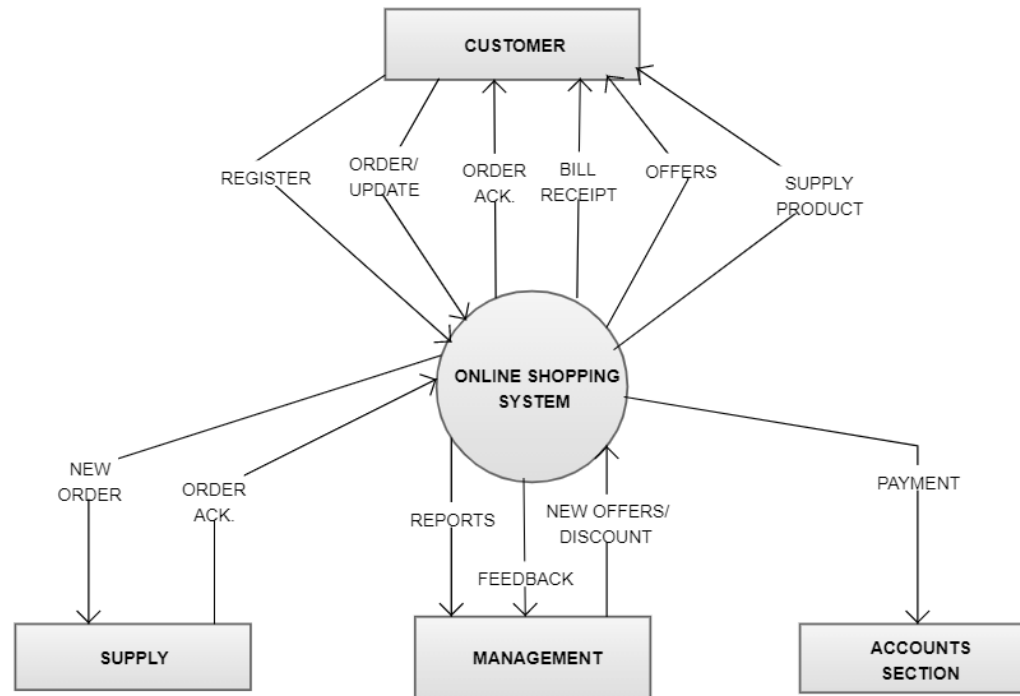 CUSTOMER
REGISTER
ORDER/
UPDATE
ORDER
ACK.
BILL
RECEIPT
OFFERS
SUPPLY
PRODUCT
ONLINE SHOPPING
SYSTEM
NEW
ORDER
ORDER
ACK.
REPORTS
FEEDBACK
NEW OFFERS/
DISCOUNT
PAYMENT
SUPPLY
MANAGEMENT
ACCOUNTS
SECTION